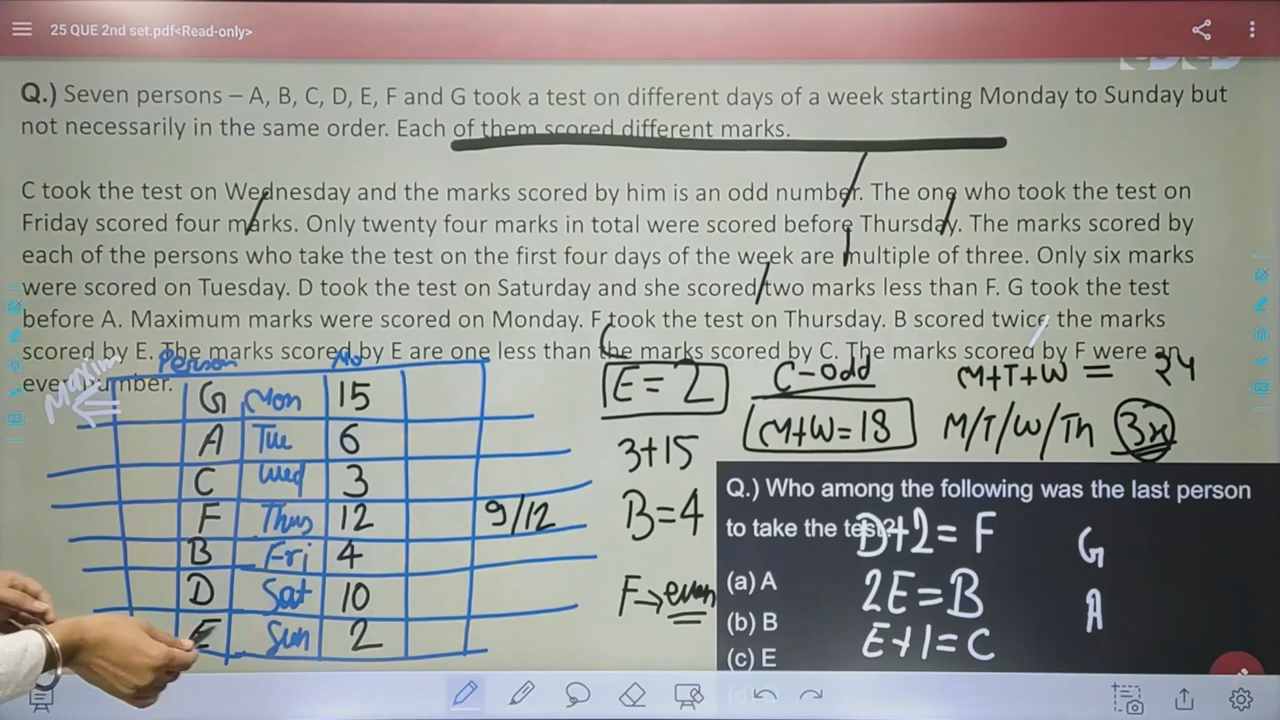 25 QUE 2nd set.pdf<Read-only>
Q.) Seven persons – A, B, C, D, E, F and G took a test on different days of a week starting Monday to Sunday but
not necessarily in the same order. Each of them scored different marks.
C took the test on Wednesday and the marks scored by him is an odd number. The one who took the test on
Friday scored four marks. Only twenty four marks in total were scored before Thursday. The marks scored by
each of the persons who take the test on the first four days of the week are multiple of three. Only six marks
were scored on Tuesday. D took the test on Saturday and she scored two marks less than F. G took the test
before A. Maximum marks were scored on Monday. F took the test on Thursday. B scored twice the marks
scored by E. The marks scored by E are one less than the marks scored by C. The marks scored by F were an
even number.
Person No
G Mon 15
A Tue 6
C Wed 3
F Thus 12 9/12
B Fri 4
D Sat 10
E Sun 2
E = 2
3+15
B=4
F→even
C-odd
M+W=18
M+T+W = 24
M/T/W/Th 3x
Q.) Who among the following was the last person
to take the test?
(a) A
(b) B
(c) E
D+2=F
2E=B
E+1=C
G
A